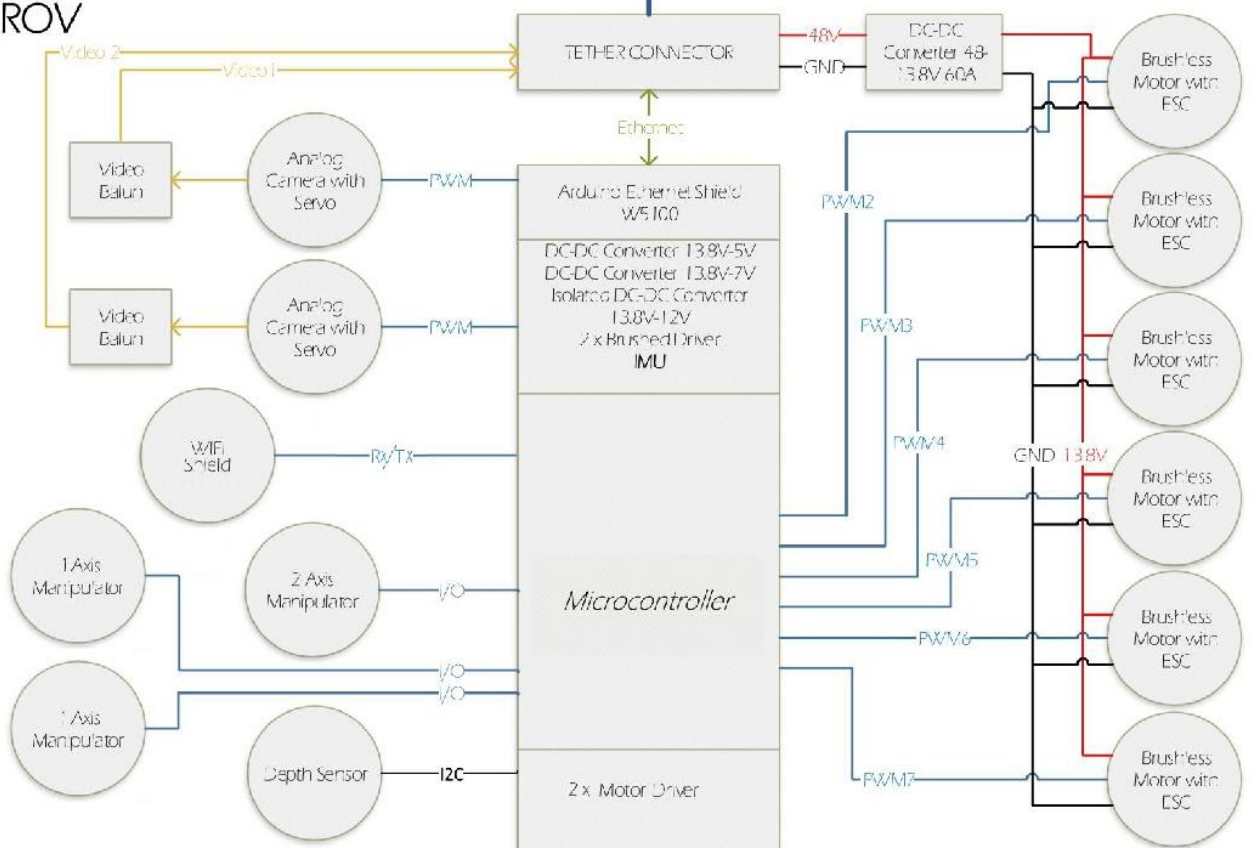 ROV
TETHER CONNECTOR
48V
GND
DC-DC
Converter 48-
13.8V 60A
Brushless
Motor with
ESC
Video 2
Video 1
Ethernet
Video
Balun
Analog
Camera with
Servo
PWM
Arduino Ethernet Shield
W5100
PWM2
Brushless
Motor with
ESC
DC-DC Converter 13.8V-5V
DC-DC Converter 13.8V-7V
Isolated DC-DC Converter
13.8V-12V
2 x Brushed Driver
IMU
Video
Balun
Analog
Camera with
Servo
PWM
PWM3
Brushless
Motor with
ESC
WiFi
Shield
RX/TX
PWM4
GND 13.8V
Brushless
Motor with
ESC
1 Axis
Manipulator
2 Axis
Manipulator
I/O
Microcontroller
PWM5
PWM6
Brushless
Motor with
ESC
I/O
I/O
1 Axis
Manipulator
Depth Sensor
I2C
2 x Motor Driver
PWM7
Brushless
Motor with
ESC